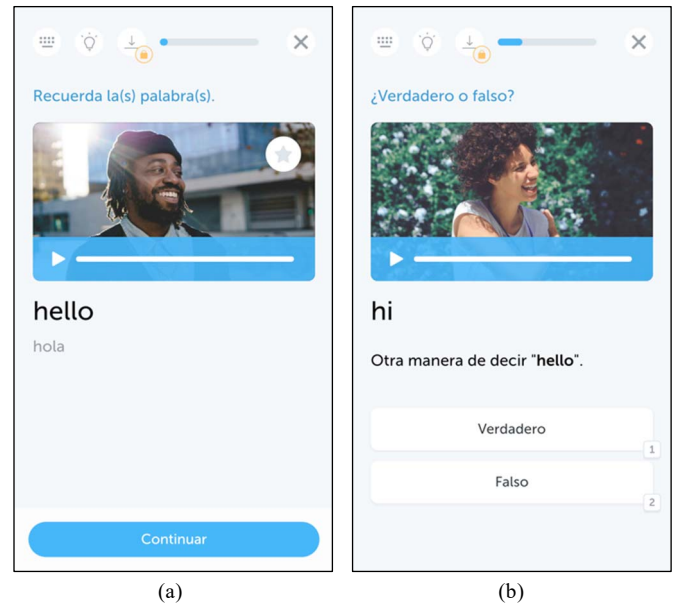 Recuerda la(s) palabra(s).
hello
hola
Continuar
(a)
¿Verdadero o falso?
hi
Otra manera de decir "hello".
Verdadero
1
Falso
2
(b)